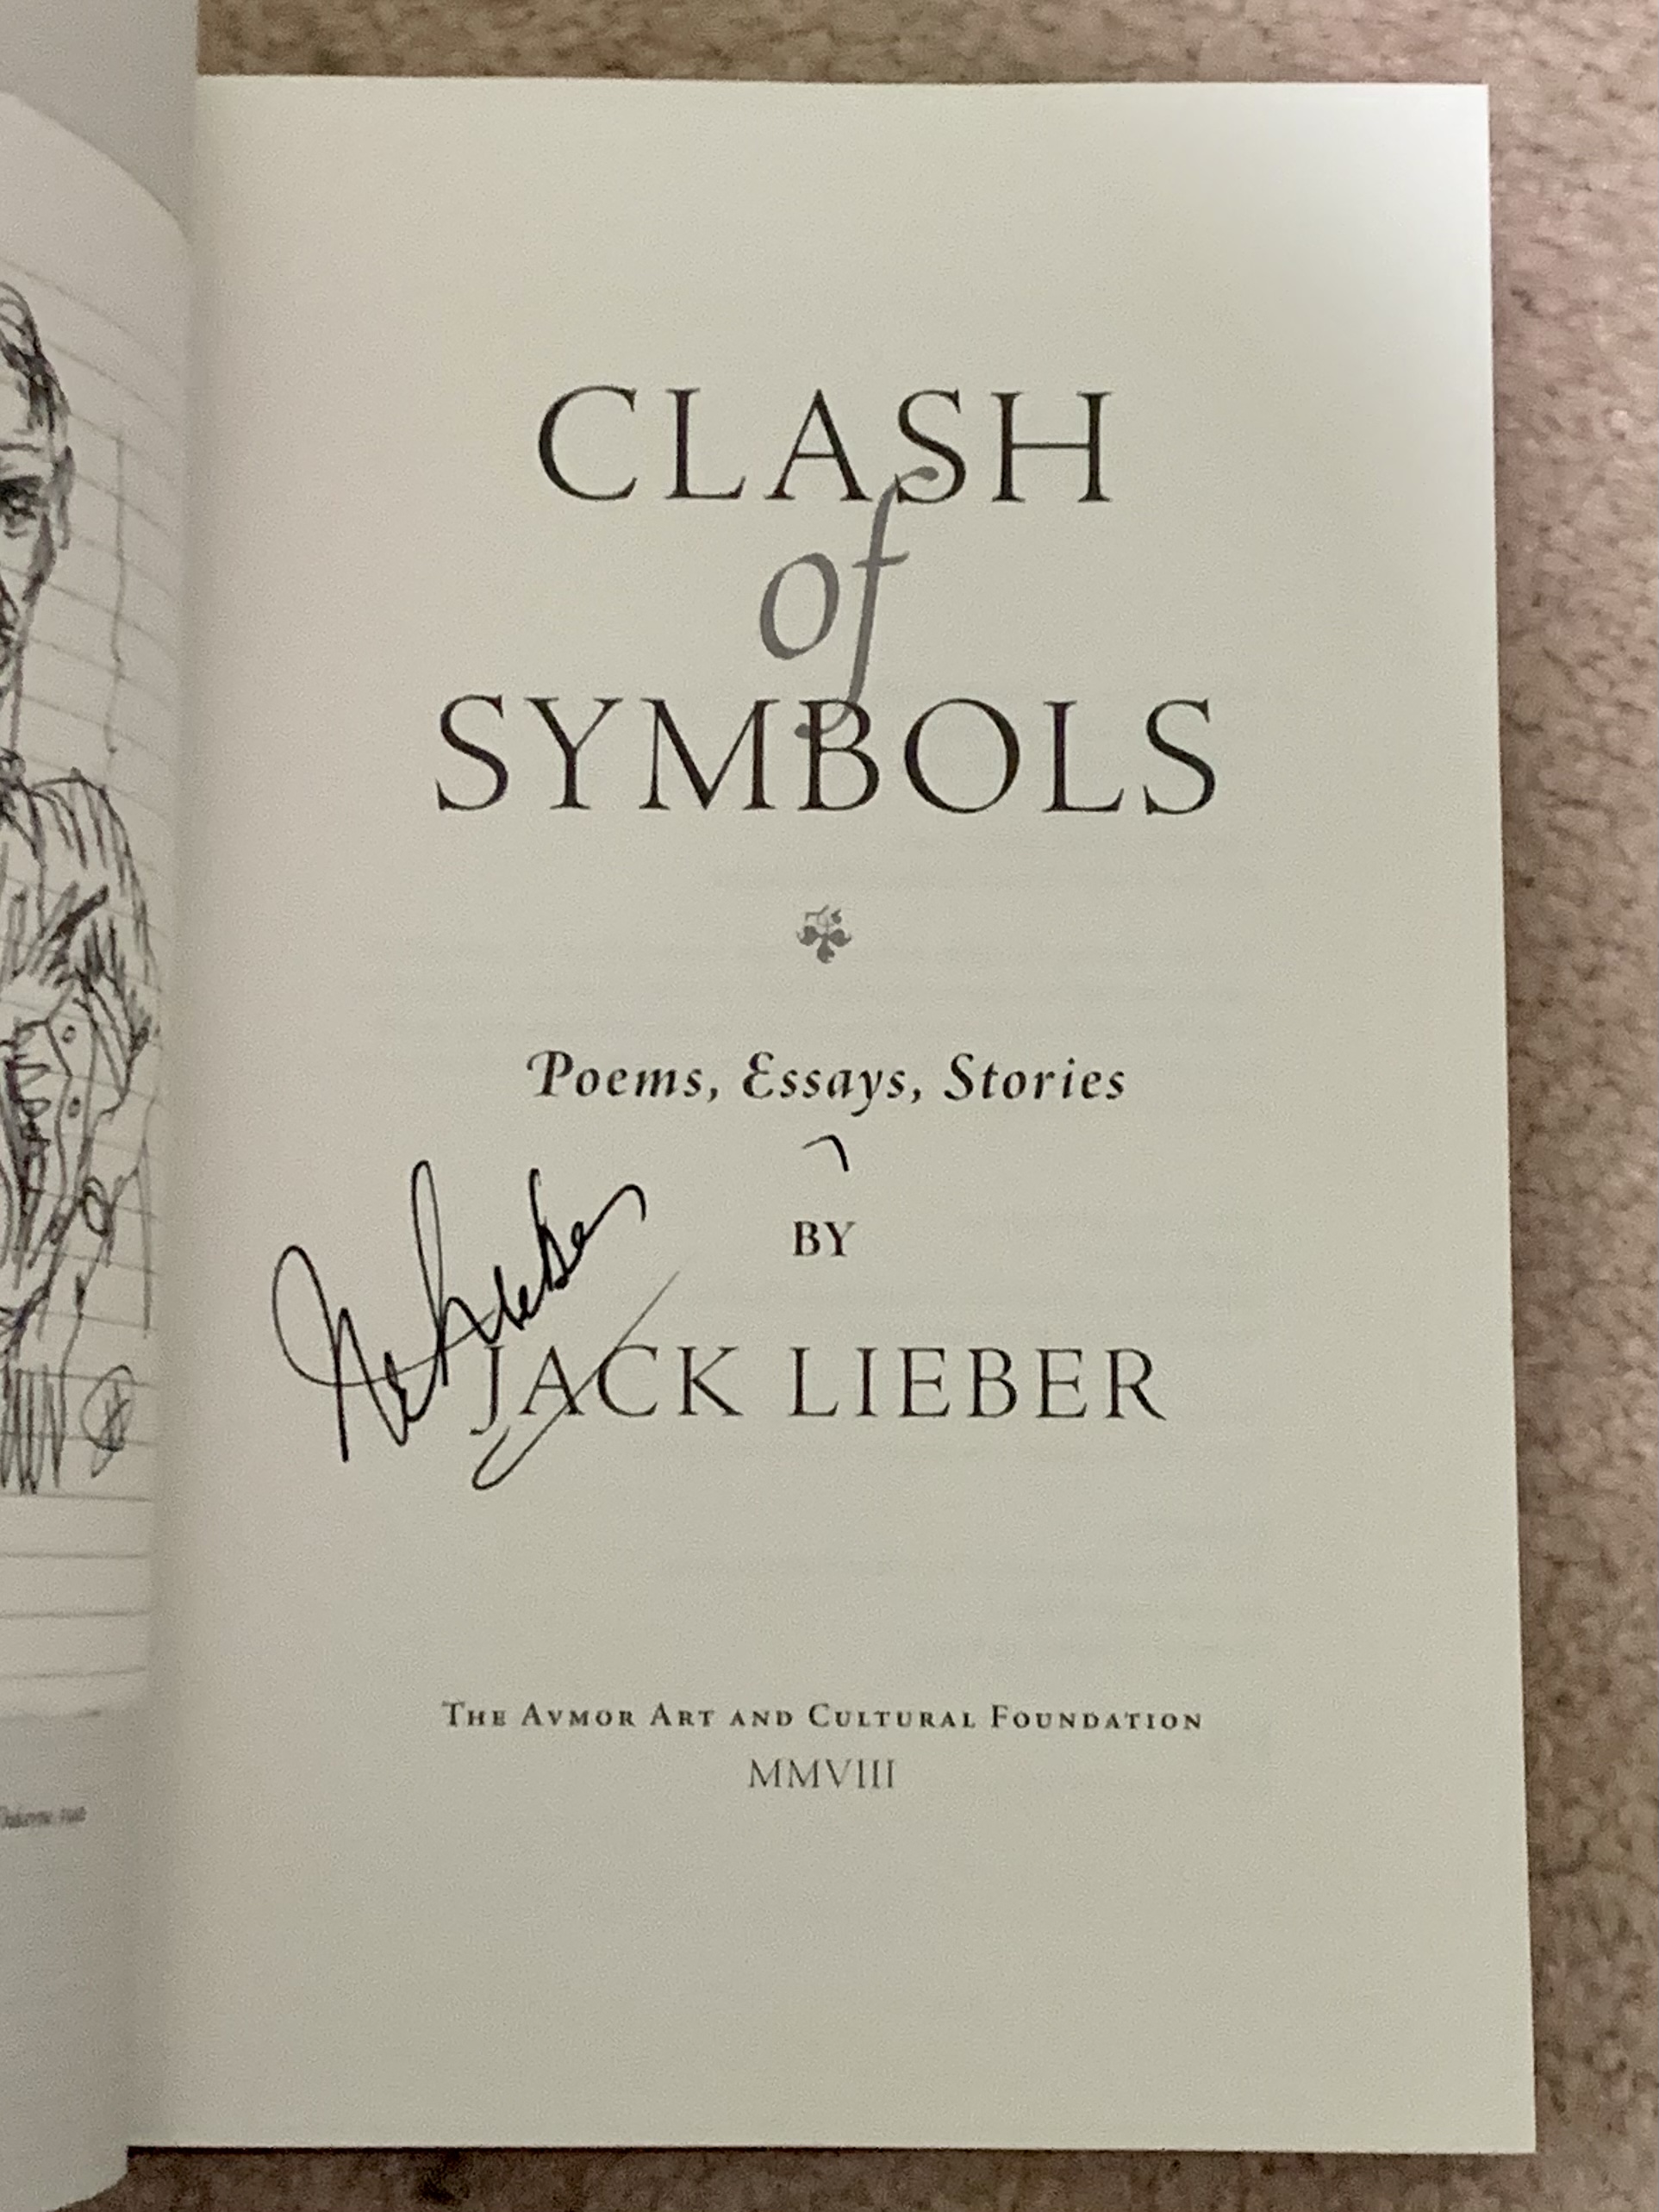 CLASH
of
SYMBOLS
Poems, Essays, Stories
BY
JACK LIEBER
THE AVMOR ART AND CULTURAL FOUNDATION
MMVIII